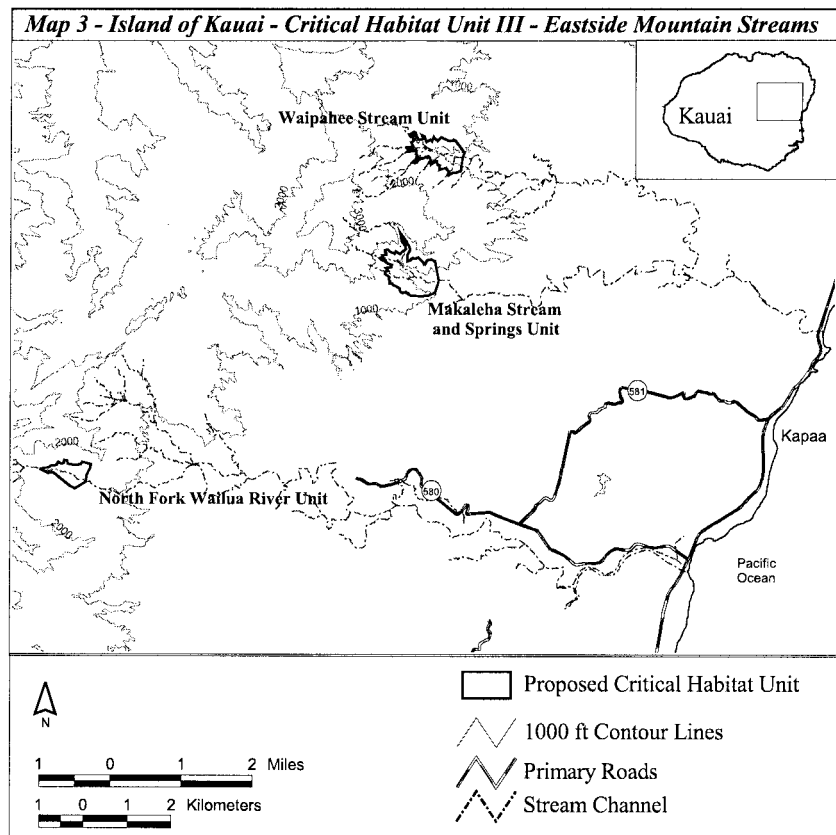 Map 3 - Island of Kauai - Critical Habitat Unit III - Eastside Mountain Streams
Kauai
Waipahee Stream Unit
2000
3000
1000
Makaleha Stream
and Springs Unit
581
Kapaa
2000
North Fork Wailua River Unit
580
2000
Pacific
Ocean
N
1 0 1 2 Miles
1 0 1 2 Kilometers
Proposed Critical Habitat Unit
1000 ft Contour Lines
Primary Roads
Stream Channel